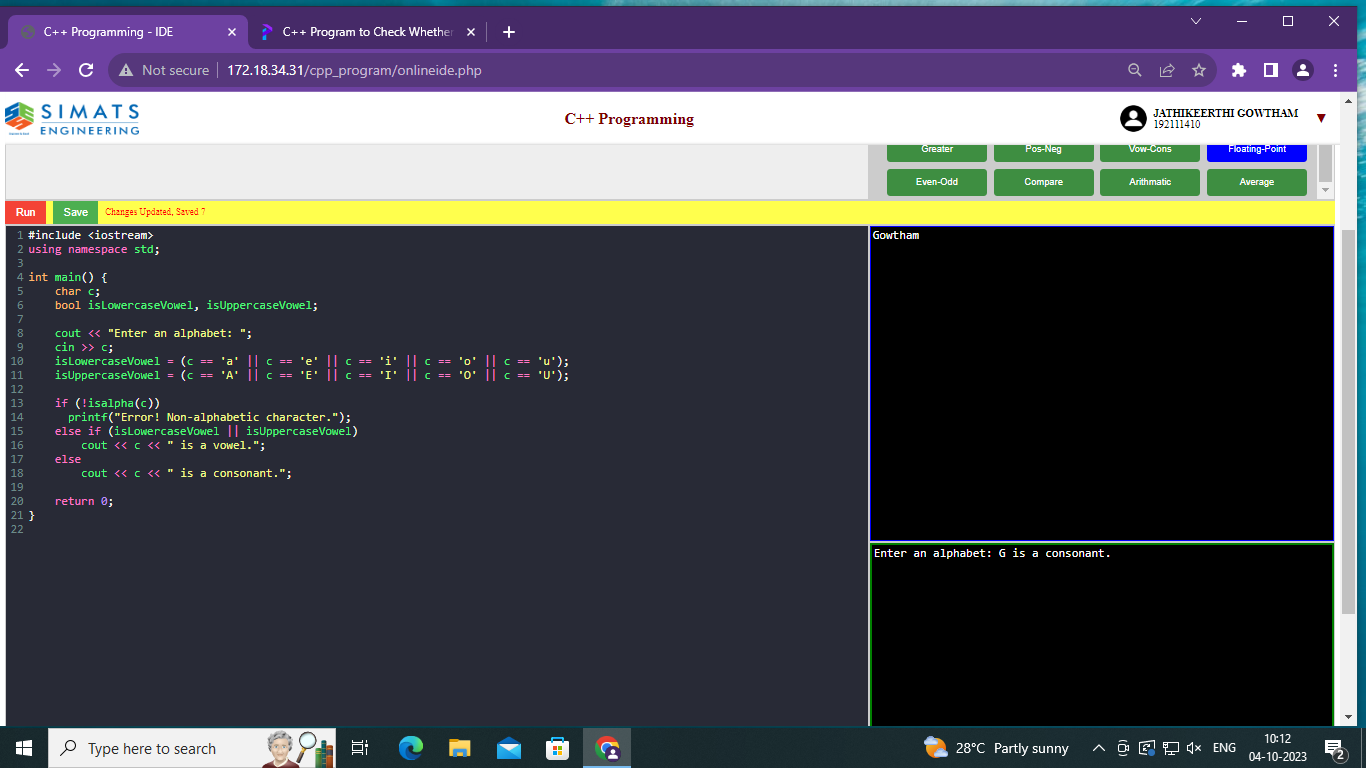 C++ Programming - IDE
C++ Program to Check Whether
Not secure
172.18.34.31/cpp_program/onlineide.php
SIMATS
ENGINEERING
C++ Programming
JATHIKEERTHI GOWTHAM
192111410
Greater Pos-Neg Vow-Cons Floating-Point
Even-Odd Compare Arithmatic Average
Run Save Changes Updated, Saved 7
1 #include <iostream>
2 using namespace std;
3
4 int main() {
5     char c;
6     bool isLowercaseVowel, isUppercaseVowel;
7
8     cout << "Enter an alphabet: ";
9     cin >> c;
10     isLowercaseVowel = (c == 'a' || c == 'e' || c == 'i' || c == 'o' || c == 'u');
11     isUppercaseVowel = (c == 'A' || c == 'E' || c == 'I' || c == 'O' || c == 'U');
12
13     if (!isalpha(c))
14       printf("Error! Non-alphabetic character.");
15     else if (isLowercaseVowel || isUppercaseVowel)
16         cout << c << " is a vowel.";
17     else
18         cout << c << " is a consonant.";
19
20     return 0;
21 }
22
Gowtham
Enter an alphabet: G is a consonant.
Type here to search
28°C Partly sunny
ENG
10:12
04-10-2023
2